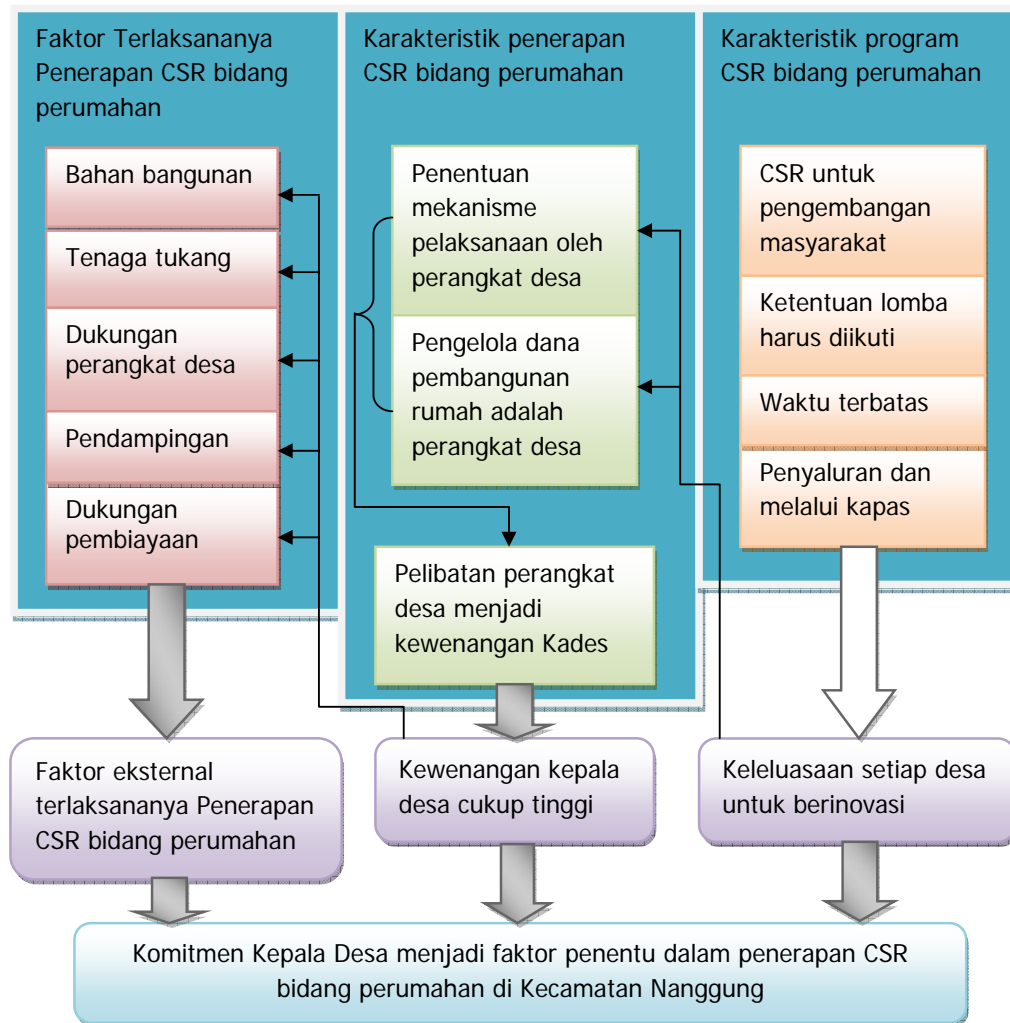 Faktor Terlaksananya
Penerapan CSR bidang
perumahan
Bahan bangunan
Tenaga tukang
Dukungan
perangkat desa
Pendampingan
Dukungan
pembiayaan
Karakteristik penerapan
CSR bidang perumahan
Penentuan
mekanisme
pelaksanaan oleh
perangkat desa
Pengelola dana
pembangunan
rumah adalah
perangkat desa
Pelibatan perangkat
desa menjadi
kewenangan Kades
Karakteristik program
CSR bidang perumahan
CSR untuk
pengembangan
masyarakat
Ketentuan lomba
harus diikuti
Waktu terbatas
Penyaluran dan
melalui kapas
Faktor eksternal
terlaksananya Penerapan
CSR bidang perumahan
Kewenangan kepala
desa cukup tinggi
Keleluasaan setiap desa
untuk berinovasi
Komitmen Kepala Desa menjadi faktor penentu dalam penerapan CSR
bidang perumahan di Kecamatan Nanggung